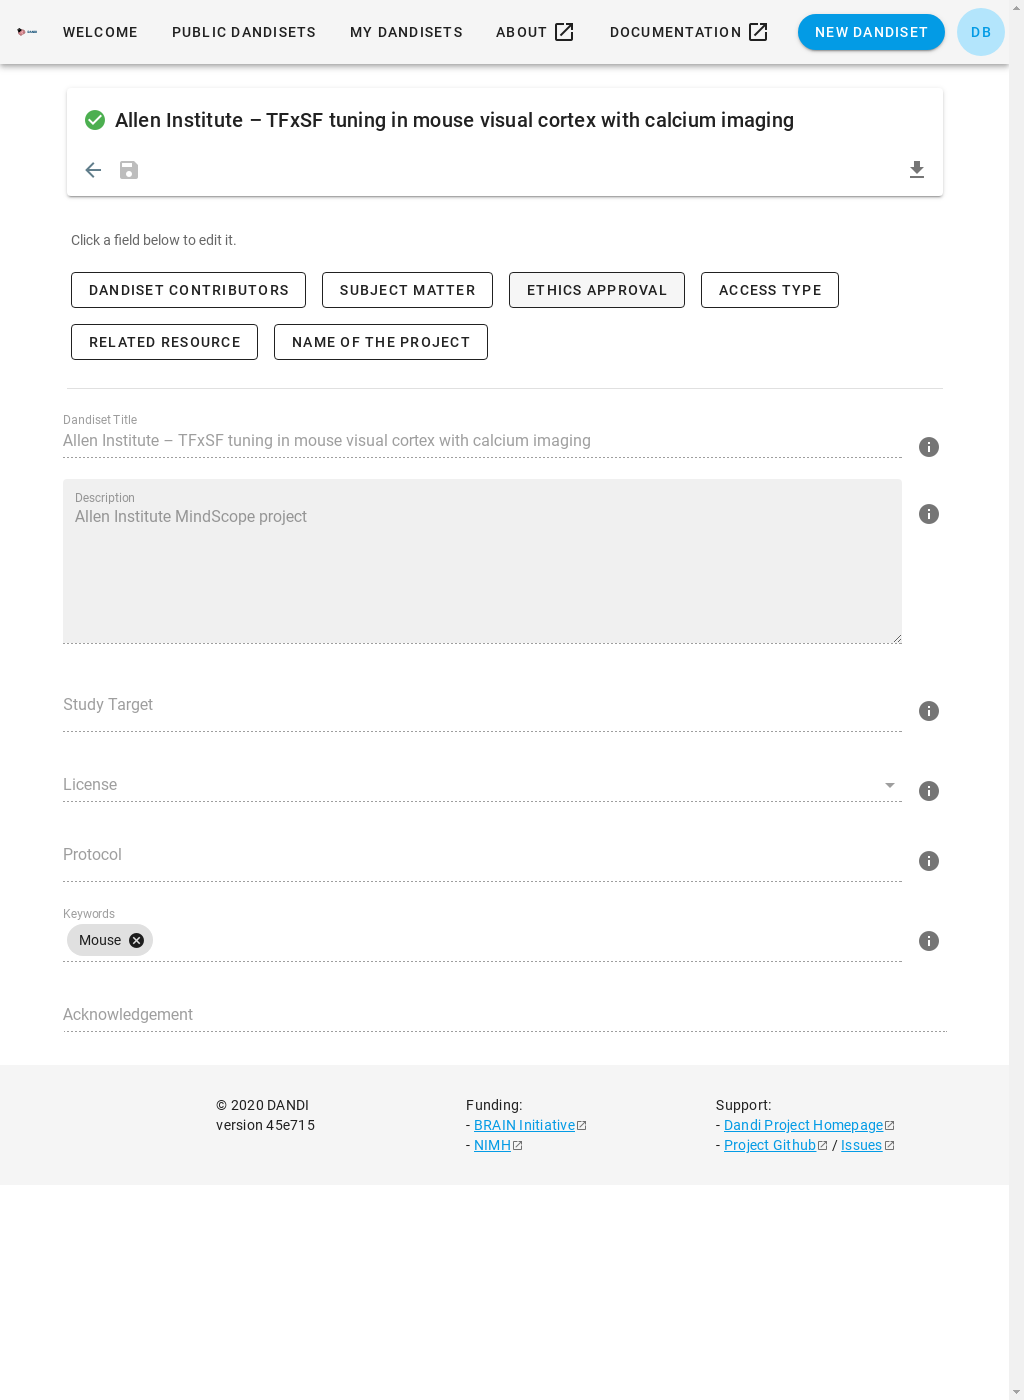 WELCOME PUBLIC DANDISETS MY DANDISETS ABOUT DOCUMENTATION NEW DANDISET DB
Allen Institute – TFxSF tuning in mouse visual cortex with calcium imaging
Click a field below to edit it.
DANDISET CONTRIBUTORS SUBJECT MATTER ETHICS APPROVAL ACCESS TYPE
RELATED RESOURCE NAME OF THE PROJECT
Dandiset Title
Allen Institute – TFxSF tuning in mouse visual cortex with calcium imaging
Description
Allen Institute MindScope project
Study Target
License
Protocol
Keywords
Mouse
Acknowledgement
© 2020 DANDI
version 45e715
Funding:
- BRAIN Initiative
- NIMH
Support:
- Dandi Project Homepage
- Project Github / Issues